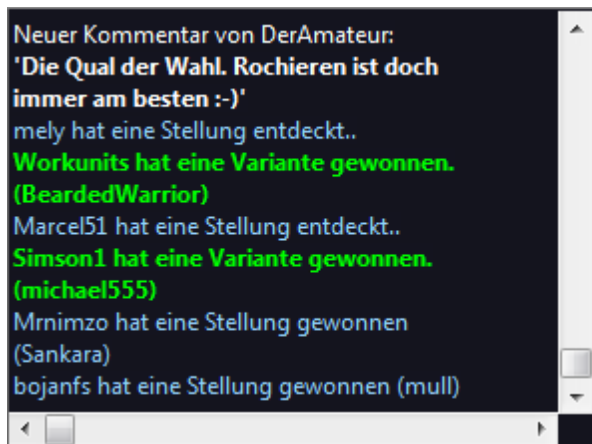 Neuer Kommentar von DerAmateur:
'Die Qual der Wahl. Rochieren ist doch
immer am besten :-)'
mely hat eine Stellung entdeckt..
Workunits hat eine Variante gewonnen.
(BeardedWarrior)
Marcel51 hat eine Stellung entdeckt..
Simson1 hat eine Variante gewonnen.
(michael555)
Mrnimzo hat eine Stellung gewonnen
(Sankara)
bojanfs hat eine Stellung gewonnen (mull)